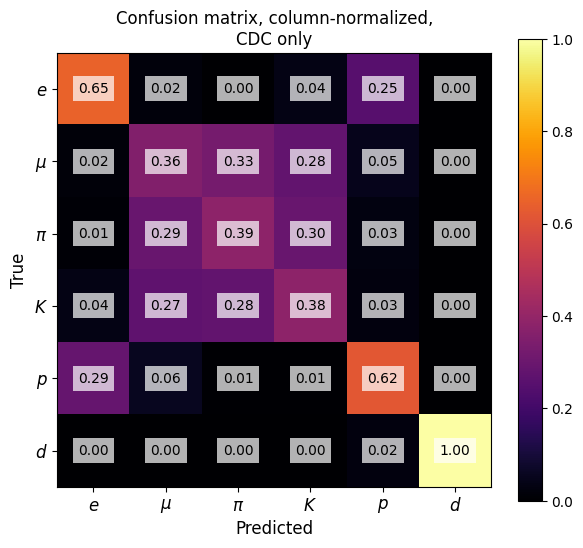 Confusion matrix, column-normalized,
CDC only
e 0.65 0.02 0.00 0.04 0.25 0.00
μ 0.02 0.36 0.33 0.28 0.05 0.00
π 0.01 0.29 0.39 0.30 0.03 0.00
K 0.04 0.27 0.28 0.38 0.03 0.00
p 0.29 0.06 0.01 0.01 0.62 0.00
d 0.00 0.00 0.00 0.00 0.02 1.00
e μ π K p d
Predicted
True
1.0
0.8
0.6
0.4
0.2
0.0